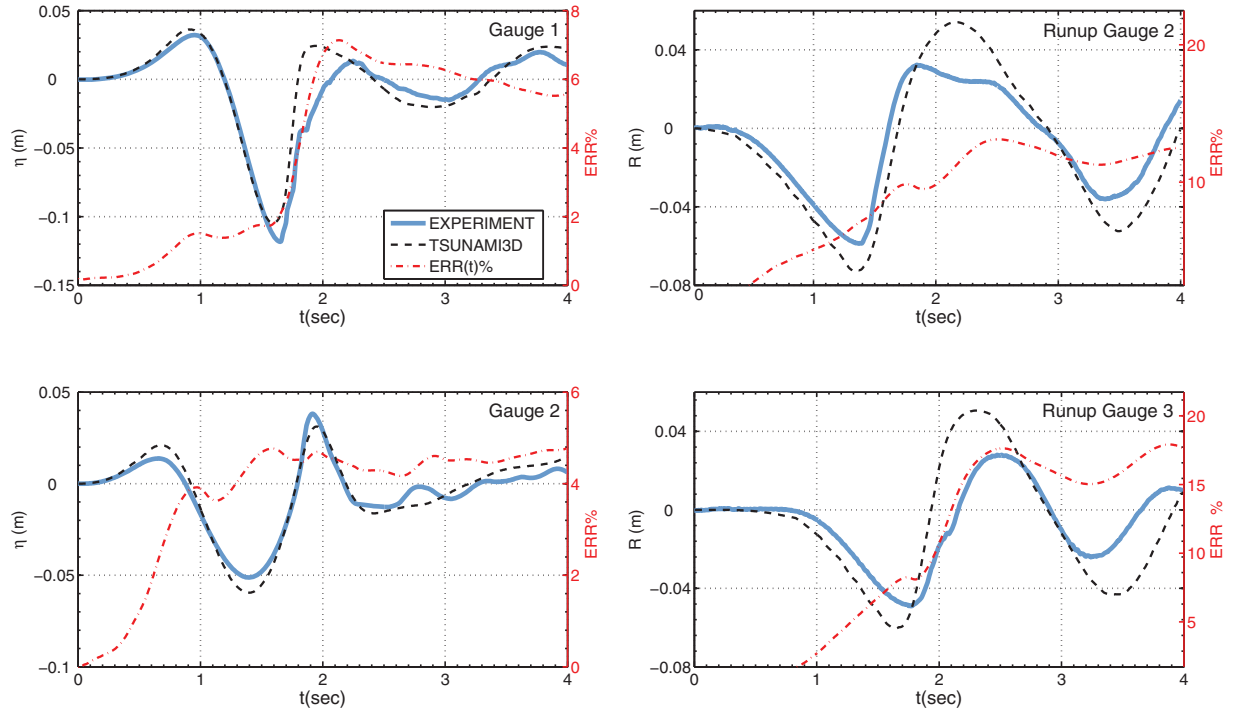 Gauge 1
0.05
0
−0.05
−0.1
−0.15
η (m)
0 1 2 3 4
t(sec)
8
6
4
2
0
ERR%
EXPERIMENT
TSUNAMI3D
ERR(t)%
Runup Gauge 2
0.04
0
−0.04
−0.08
R (m)
0 1 2 3 4
t(sec)
20
10
ERR%
Gauge 2
0.05
0
−0.05
−0.1
η (m)
0 1 2 3 4
t(sec)
6
4
2
0
ERR%
Runup Gauge 3
0.04
0
−0.04
−0.08
R (m)
0 1 2 3 4
t(sec)
20
15
10
5
ERR %